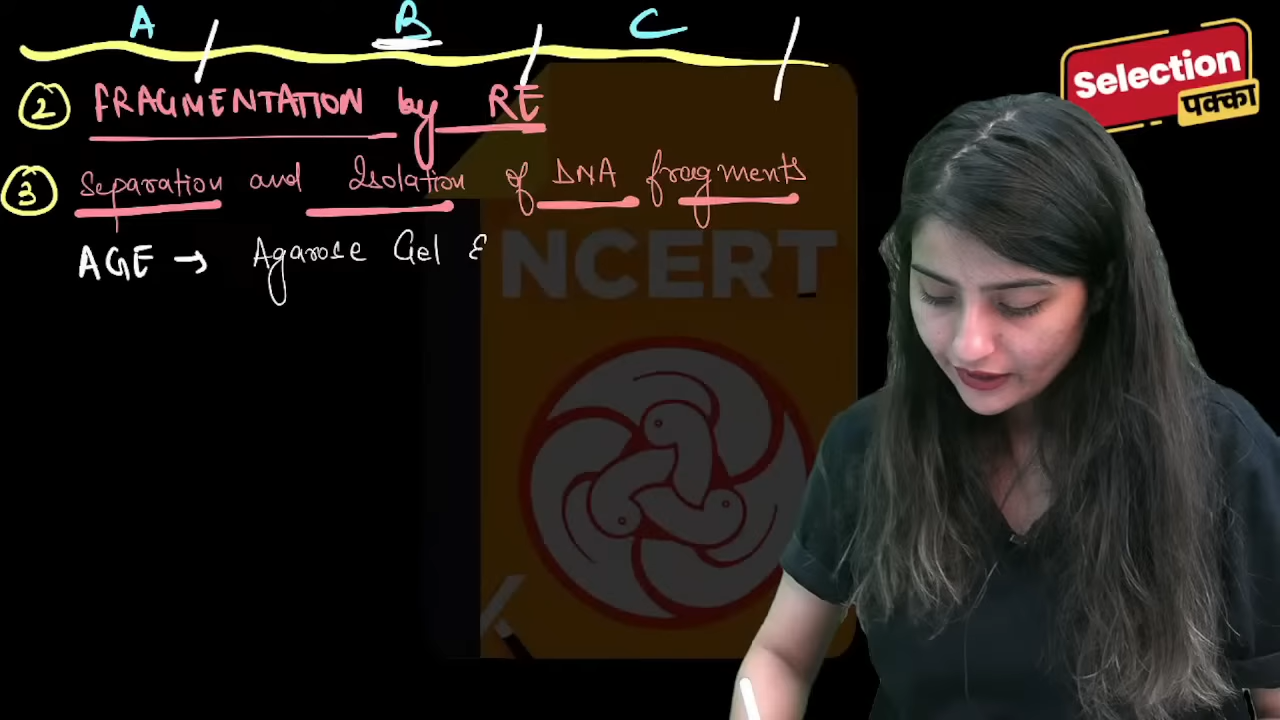 A B C
Selection
पक्का
2 FRAGMENTATION by RE
3 Separation and Isolation of DNA fragments
AGE → Agarose Gel E
NCERT